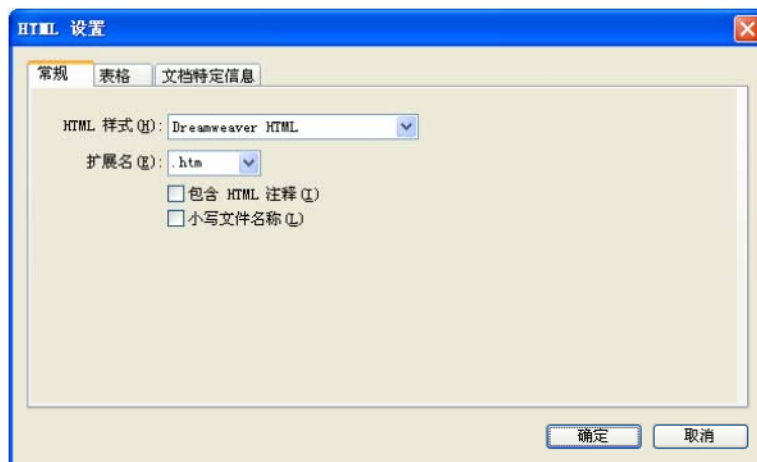 HTML 设置
常规 表格 文档特定信息
HTML 样式(H): Dreamweaver HTML
扩展名(E): .htm
包含 HTML 注释(I)
小写文件名称(L)
确定 取消